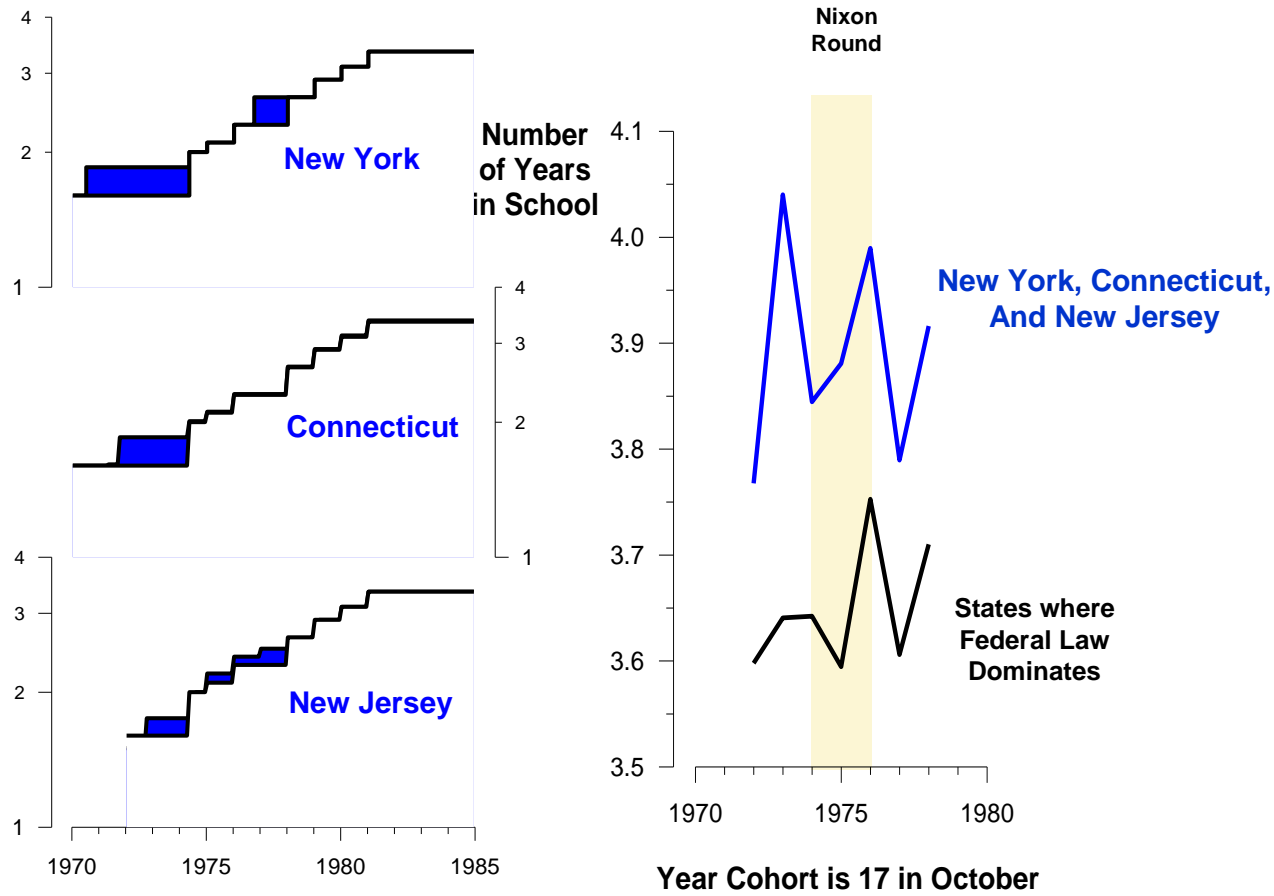 4
3
2
1
New York
4
3
2
1
Connecticut
4
3
2
1
New Jersey
1970
1975
1980
1985
Nixon
Round
Number
of Years
in School
4.1
4.0
3.9
3.8
3.7
3.6
3.5
New York, Connecticut,
And New Jersey
States where
Federal Law
Dominates
1970
1975
1980
Year Cohort is 17 in October